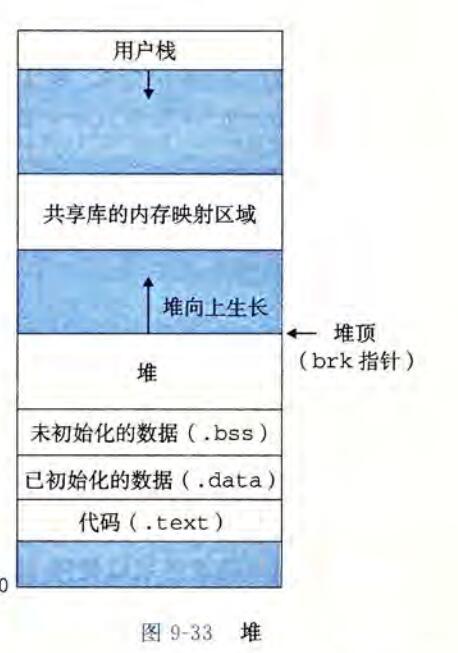 用户栈
共享库的内存映射区域
堆向上生长
堆顶
（brk 指针）
堆
未初始化的数据（.bss）
已初始化的数据（.data）
代码（.text）
0
图 9-33 堆